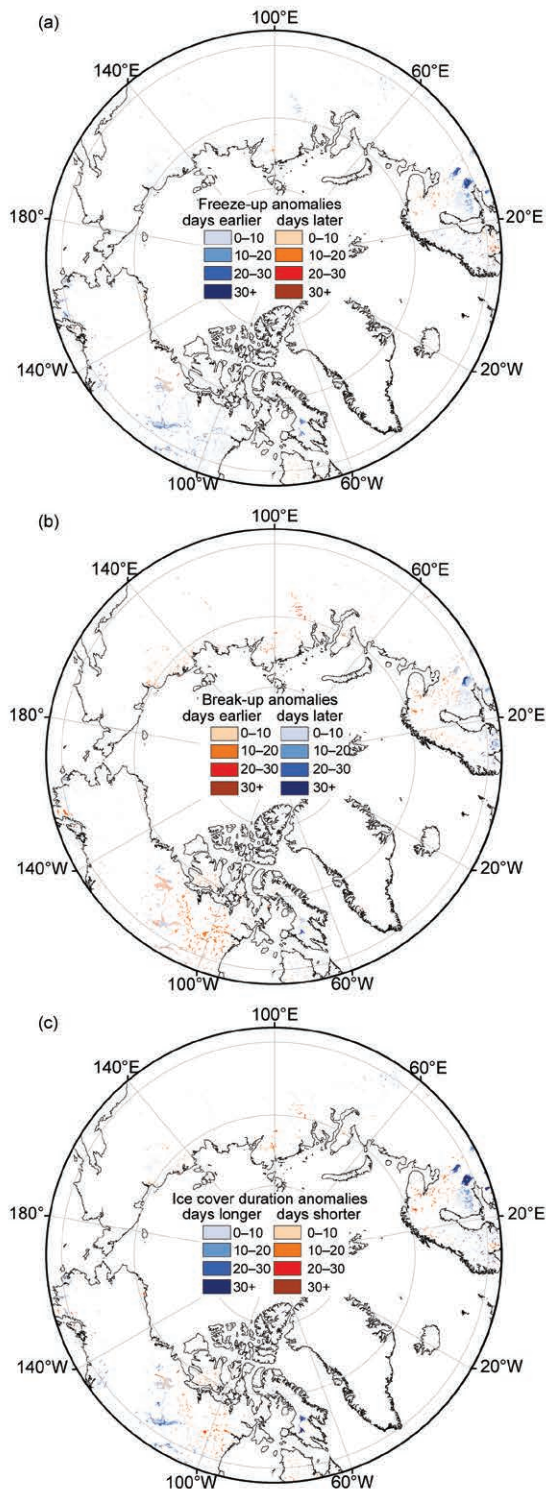 (a)
100°E
140°E
60°E
Freeze-up anomalies
days earlier days later
180°
0–10 0–10
20°E
10–20 10–20
20–30 20–30
30+ 30+
140°W
20°W
100°W
60°W
(b)
100°E
140°E
60°E
Break-up anomalies
days earlier days later
180°
0–10 0–10
20°E
10–20 10–20
20–30 20–30
30+ 30+
140°W
20°W
100°W
60°W
(c)
100°E
140°E
60°E
Ice cover duration anomalies
days longer days shorter
180°
0–10 0–10
20°E
10–20 10–20
20–30 20–30
30+ 30+
140°W
20°W
100°W
60°W